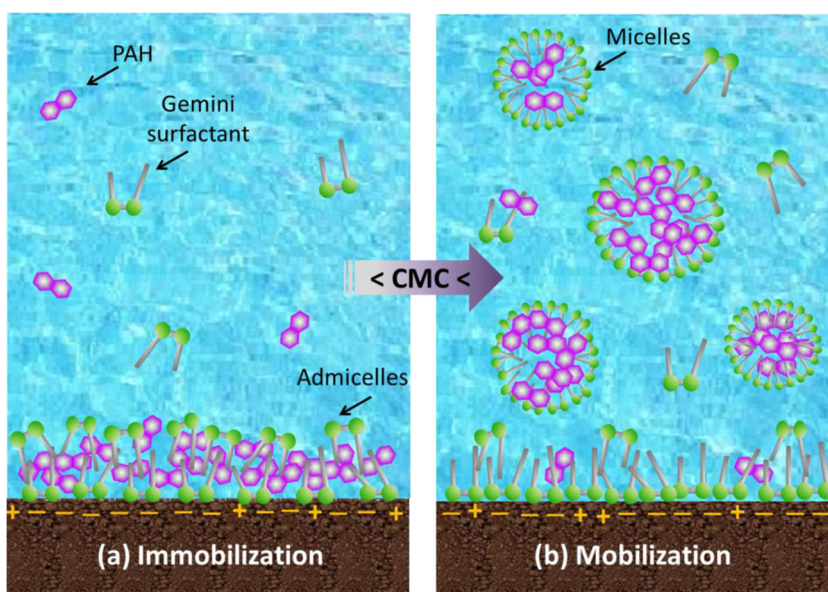 PAH
Gemini
surfactant
Admicelles
+ − − − − − − − − + − − + − − − +
(a) Immobilization
< CMC <
Micelles
− + − − − − + + − − − − − + − − −
(b) Mobilization